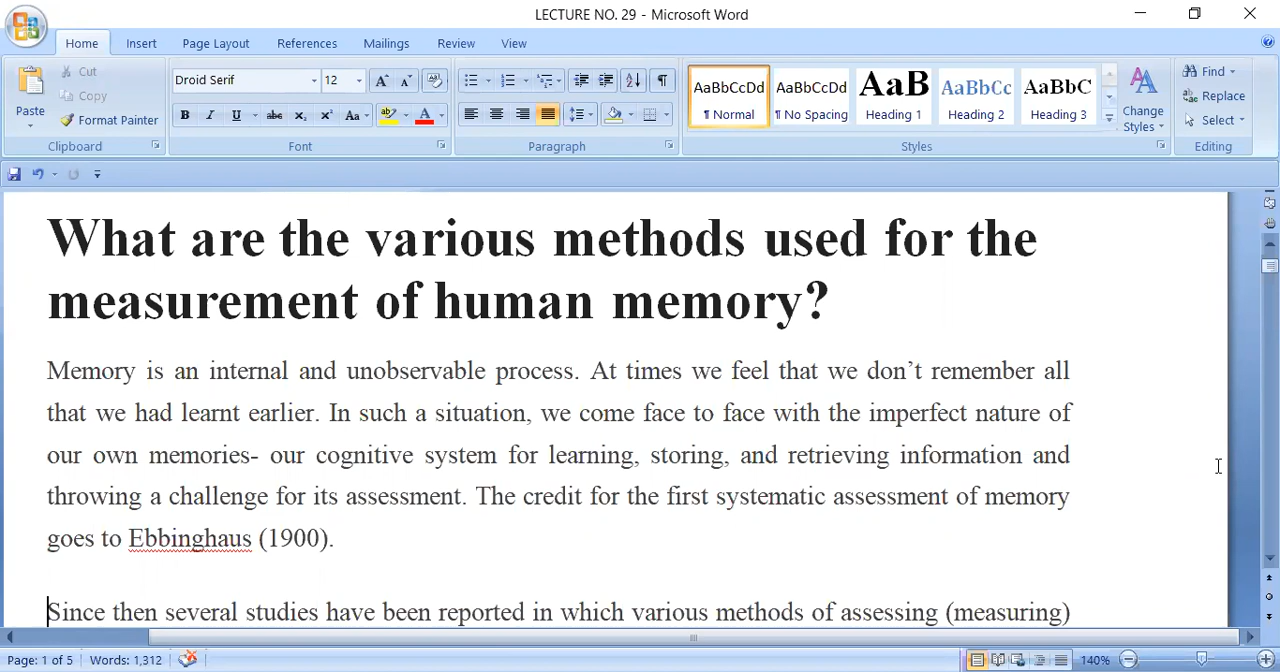 LECTURE NO. 29 - Microsoft Word
Home Insert Page Layout References Mailings Review View
Paste
Cut
Copy
Format Painter
Clipboard
Droid Serif 12
B I U abc X₂ X² Aa A
Font
Paragraph
AaBbCcDd AaBbCcDd AaB AaBbCc AaBbC
¶ Normal ¶ No Spacing Heading 1 Heading 2 Heading 3
Change Styles
Styles
Find
Replace
Select
Editing
What are the various methods used for the
measurement of human memory?
Memory is an internal and unobservable process. At times we feel that we don’t remember all
that we had learnt earlier. In such a situation, we come face to face with the imperfect nature of
our own memories- our cognitive system for learning, storing, and retrieving information and
throwing a challenge for its assessment. The credit for the first systematic assessment of memory
goes to Ebbinghaus (1900).
Since then several studies have been reported in which various methods of assessing (measuring)
Page: 1 of 5 Words: 1,312 140%